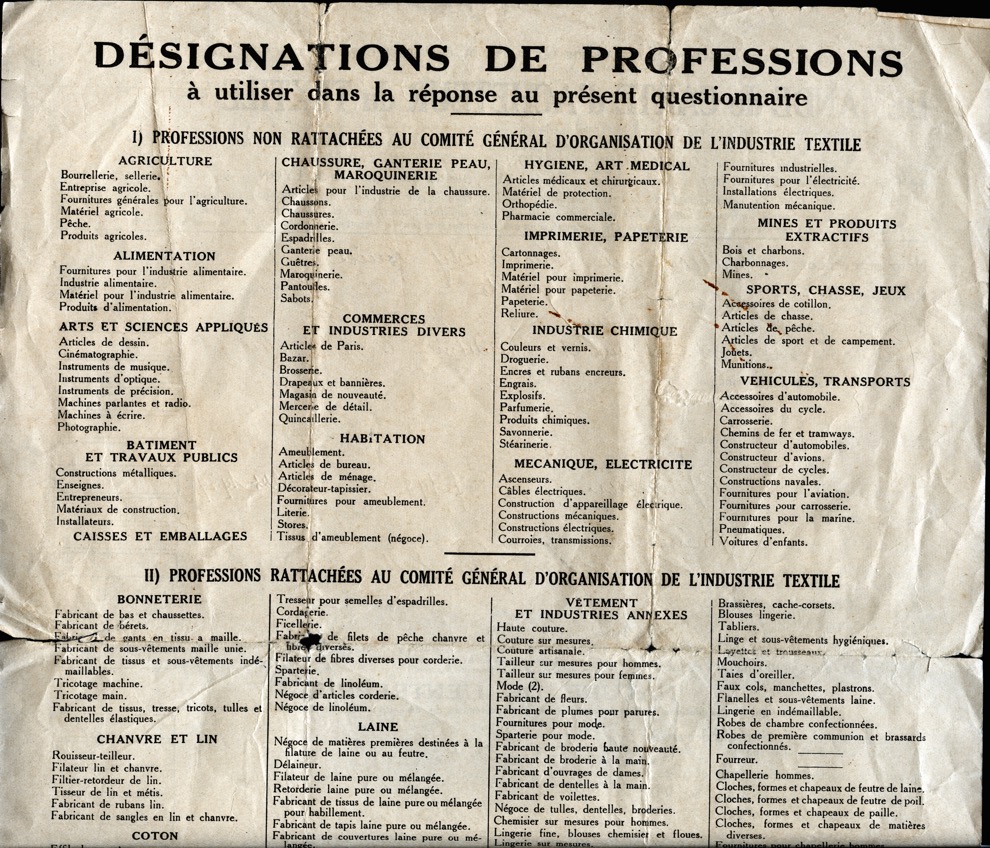 DÉSIGNATIONS DE PROFESSIONS
à utiliser dans la réponse au présent questionnaire
I) PROFESSIONS NON RATTACHÉES AU COMITÉ GÉNÉRAL D'ORGANISATION DE L'INDUSTRIE TEXTILE
AGRICULTURE
Bourrellerie, sellerie.
Entreprise agricole.
Fournitures générales pour l'agriculture.
Matériel agricole.
Pêche.
Produits agricoles.
ALIMENTATION
Fournitures pour l'industrie alimentaire.
Industrie alimentaire.
Matériel pour l'industrie alimentaire.
Produits d'alimentation.
ARTS ET SCIENCES APPLIQUÉS
Articles de dessin.
Cinématographie.
Instruments de musique.
Instruments d'optique.
Instruments de précision.
Machines parlantes et radio.
Machines à écrire.
Photographie.
BATIMENT
ET TRAVAUX PUBLICS
Constructions métalliques.
Enseignes.
Entrepreneurs.
Matériaux de construction.
Installateurs.
CAISSES ET EMBALLAGES
CHAUSSURE, GANTERIE PEAU,
MAROQUINERIE
Articles pour l'industrie de la chaussure.
Chaussons.
Chaussures.
Cordonnerie.
Espadrilles.
Ganterie peau.
Guêtres.
Maroquinerie.
Pantoufles.
Sabots.
COMMERCES
ET INDUSTRIES DIVERS
Articles de Paris.
Bazar.
Brosserie.
Drapeaux et bannières.
Magasin de nouveauté.
Mercerie de détail.
Quincaillerie.
HABITATION
Ameublement.
Articles de bureau.
Articles de ménage.
Décorateur-tapissier.
Fournitures pour ameublement.
Literie.
Stores.
Tissus d'ameublement (négoce).
HYGIENE, ART MEDICAL
Articles médicaux et chirurgicaux.
Matériel de protection.
Orthopédie.
Pharmacie commerciale.
IMPRIMERIE, PAPETERIE
Cartonnages.
Imprimerie.
Matériel pour imprimerie.
Matériel pour papeterie.
Papeterie.
Reliure.
INDUSTRIE CHIMIQUE
Couleurs et vernis.
Droguerie.
Encres et rubans encreurs.
Engrais.
Explosifs.
Parfumerie.
Produits chimiques.
Savonnerie.
Stéarinerie.
MECANIQUE, ELECTRICITE
Ascenseurs.
Câbles électriques.
Construction d'appareillage électrique.
Constructions mécaniques.
Constructions électriques.
Courroies, transmissions.
Fournitures industrielles.
Fournitures pour l'électricité.
Installations électriques.
Manutention mécanique.
MINES ET PRODUITS
EXTRACTIFS
Bois et charbons.
Charbonnages.
Mines.
SPORTS, CHASSE, JEUX
Accessoires de cotillon.
Articles de chasse.
Articles de pêche.
Articles de sport et de campement.
Jouets.
Munitions.
VEHICULES, TRANSPORTS
Accessoires d'automobile.
Accessoires du cycle.
Carrosserie.
Chemins de fer et tramways.
Constructeur d'automobiles.
Constructeur d'avions.
Constructeur de cycles.
Constructions navales.
Fournitures pour l'aviation.
Fournitures pour carrosserie.
Fournitures pour la marine.
Pneumatiques.
Voitures d'enfants.
II) PROFESSIONS RATTACHÉES AU COMITÉ GÉNÉRAL D'ORGANISATION DE L'INDUSTRIE TEXTILE
BONNETERIE
Fabricant de bas et chaussettes.
Fabricant de bérets.
Fabricant de gants en tissu a maille.
Fabricant de sous-vêtements maille unie.
Fabricant de tissus et sous-vêtements indé-
maillables.
Tricotage machine.
Tricotage main.
Fabricant de tissus, tresse, tricots, tulles et
dentelles élastiques.
CHANVRE ET LIN
Rouisseur-teilleur.
Filateur lin et chanvre.
Filtier-retordeur de lin.
Tisseur de lin et métis.
Fabricant de rubans lin.
Fabricant de sangles en lin et chanvre.
COTON
Tresseur pour semelles d'espadrilles.
Corderie.
Ficellerie.
de filets de pêche chanvre et
fibres diverses.
Filateur de fibres diverses pour corderie.
Sparterie.
Fabricant de linoléum.
Négoce d'articles corderie.
Négoce de linoléum.
LAINE
Négoce de matières premières destinées à la
filature de laine ou au feutre.
Délaineur.
Filateur de laine pure ou mélangée.
Retorderie laine pure ou mélangée.
Fabricant de tissus de laine pure ou mélangée
pour habillement.
Fabricant de tapis laine pure ou mélangée.
Fabricant de couvertures laine pure ou mé-
langée.
VÊTEMENT
ET INDUSTRIES ANNEXES
Haute couture.
Couture sur mesures.
Couture artisanale.
Tailleur sur mesures pour hommes.
Tailleur sur mesures pour femmes.
Mode (2).
Fabricant de fleurs.
Fabricant de plumes pour parures.
Fournitures pour mode.
Sparterie pour mode.
Fabricant de broderie haute nouveauté.
Fabricant de broderie à la main.
Fabricant d'ouvrages de dames.
Fabricant de dentelles à la main.
Fabricant de voilettes.
Négoce de tulles, dentelles, broderies.
Chemisier sur mesures pour hommes.
Lingerie fine, blouses chemisier et floues.
Lingerie sur mesures.
Brassières, cache-corsets.
Blouses lingerie.
Tabliers.
Linge et sous-vêtements hygiéniques.
Layettes et trousseaux.
Mouchoirs.
Taies d'oreiller.
Faux cols, manchettes, plastrons.
Flanelles et sous-vêtements laine.
Lingerie en indémaillable.
Robes de chambre confectionnées.
Robes de première communion et brassards
confectionnés.
Fourreur.
Chapellerie hommes.
Cloches, formes et chapeaux de feutre de laine.
Cloches, formes et chapeaux de feutre de poil.
Cloches, formes et chapeaux de paille.
Cloches, formes et chapeaux de matières
diverses.
Fournitures pour chapellerie hommes.